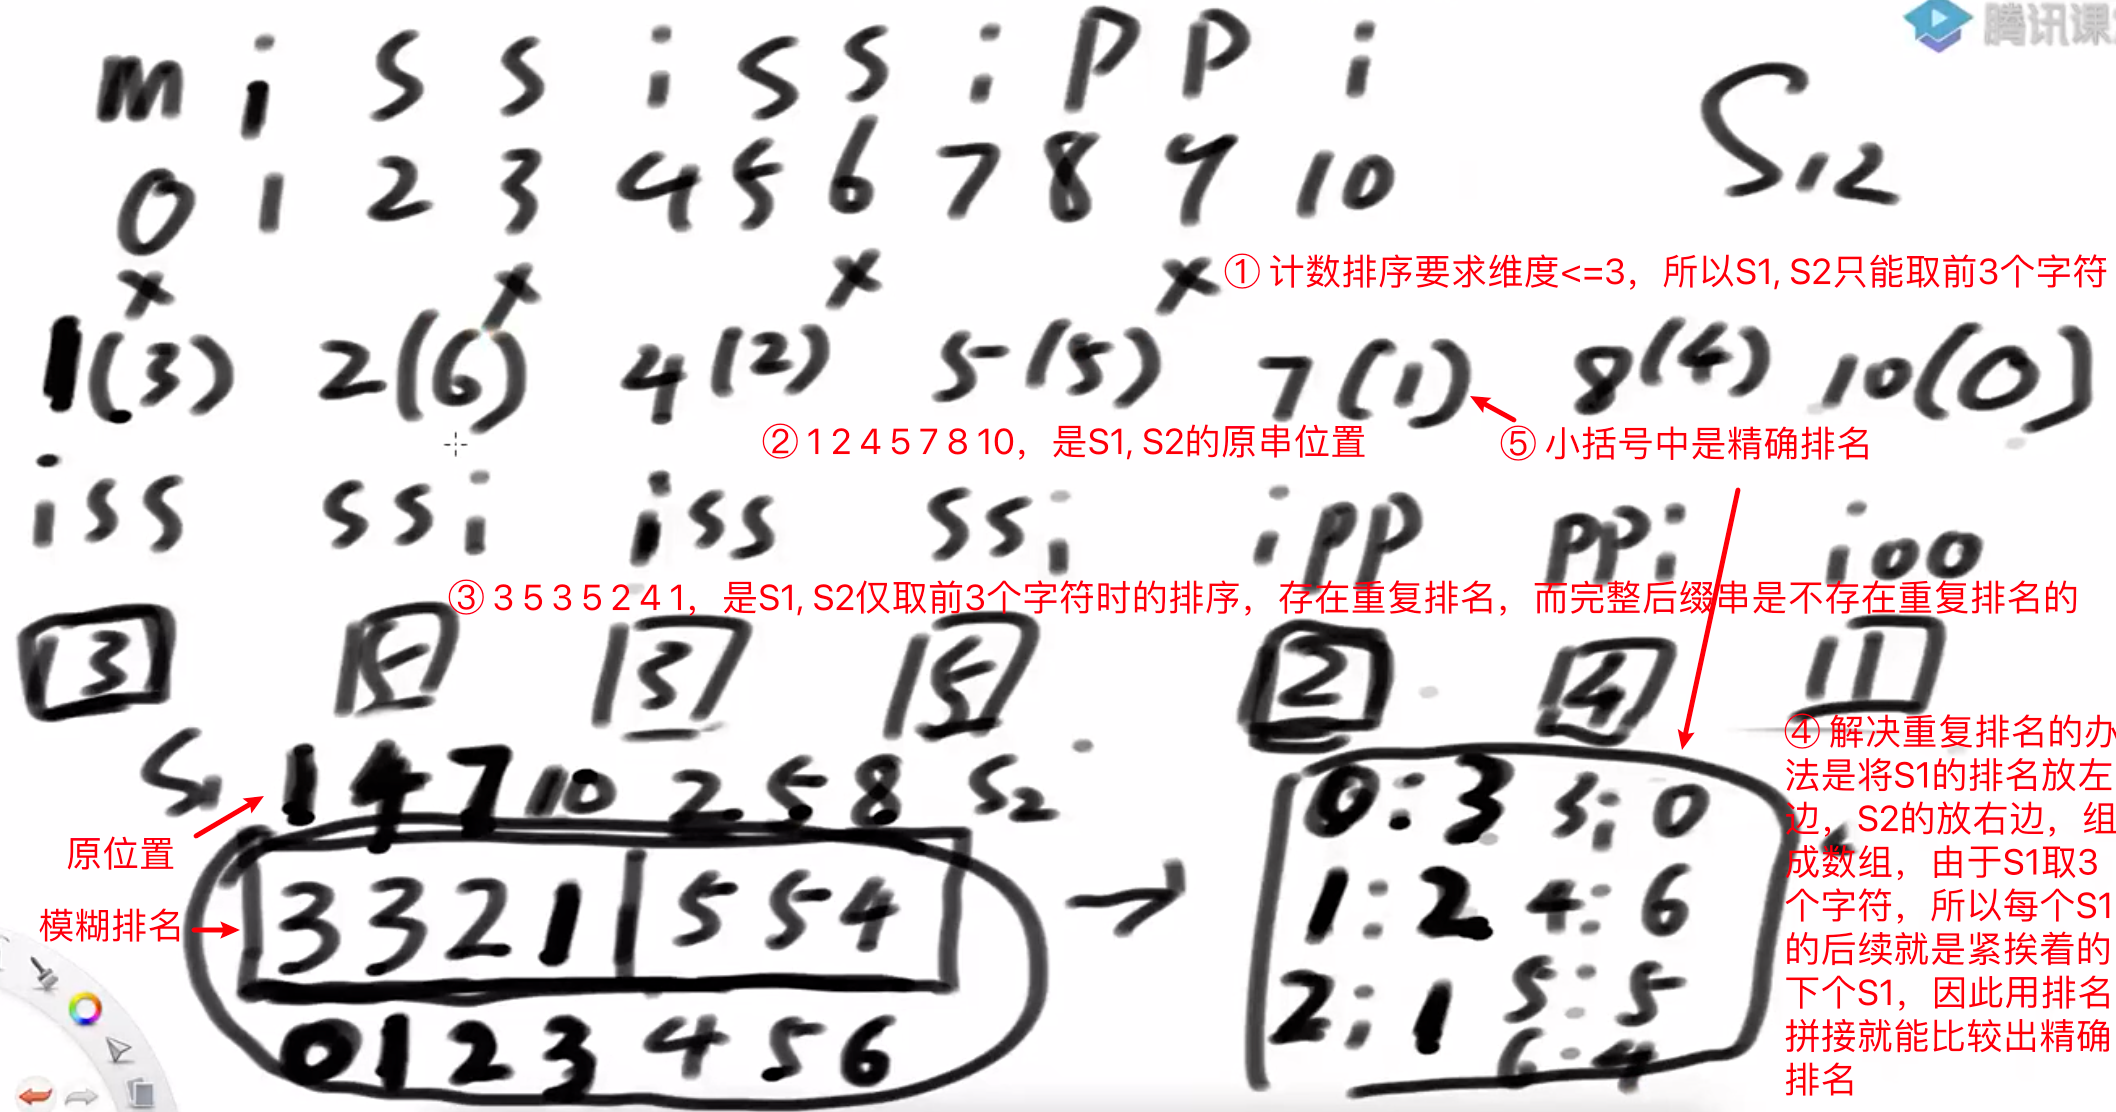 腾讯课
m i s s i s s i p p i
0 1 2 3 4 5 6 7 8 9 10
S12
x x x x
① 计数排序要求维度<=3，所以S1, S2只能取前3个字符
1(3) 2(6) 4(2) 5(5) 7(1) 8(4) 10(0)
② 1 2 4 5 7 8 10，是S1, S2的原串位置
⑤ 小括号中是精确排名
iss ssi iss ssi ipp ppi i00
③ 3 5 3 5 2 4 1，是S1, S2仅取前3个字符时的排序，存在重复排名，而完整后缀串是不存在重复排名的
3 5 3 5 2 4 1
S1 1 4 7 10 2 5 8 S2
原位置
模糊排名
3 3 2 1 5 5 4
0 1 2 3 4 5 6
→
0:3 3:0
1:2 4:6
2:1 5:5
6:4
④ 解决重复排名的办
法是将S1的排名放左
边，S2的放右边，组
成数组，由于S1取3
个字符，所以每个S1
的后续就是紧挨着的
下个S1，因此用排名
拼接就能比较出精确
排名